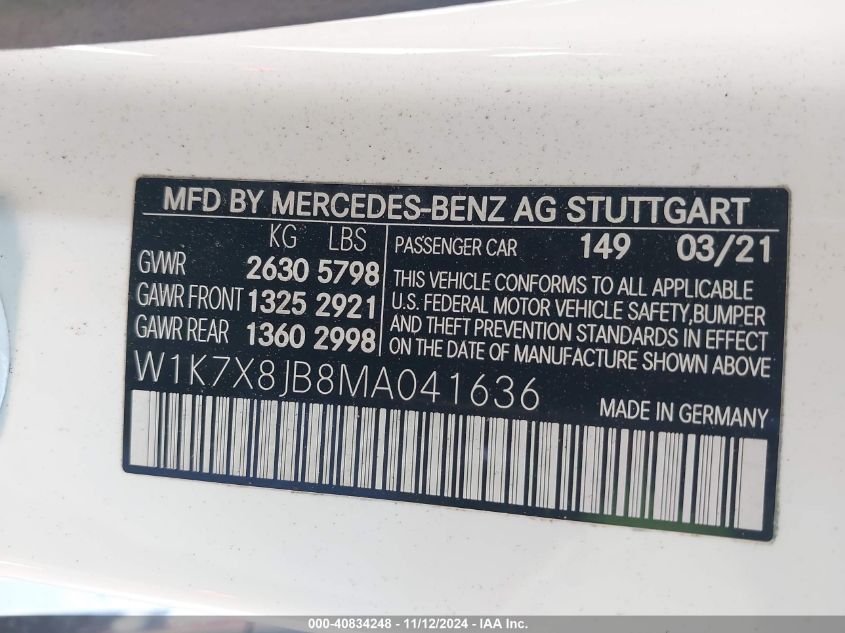 MFD BY MERCEDES-BENZ AG STUTTGART
KG LBS
GVWR 2630 5798
GAWR FRONT 1325 2921
GAWR REAR 1360 2998
PASSENGER CAR 149 03/21
THIS VEHICLE CONFORMS TO ALL APPLICABLE
U.S. FEDERAL MOTOR VEHICLE SAFETY,BUMPER
AND THEFT PREVENTION STANDARDS IN EFFECT
ON THE DATE OF MANUFACTURE SHOWN ABOVE.
W1K7X8JB8MA041636
MADE IN GERMANY
000-40834248 - 11/12/2024 - IAA Inc.